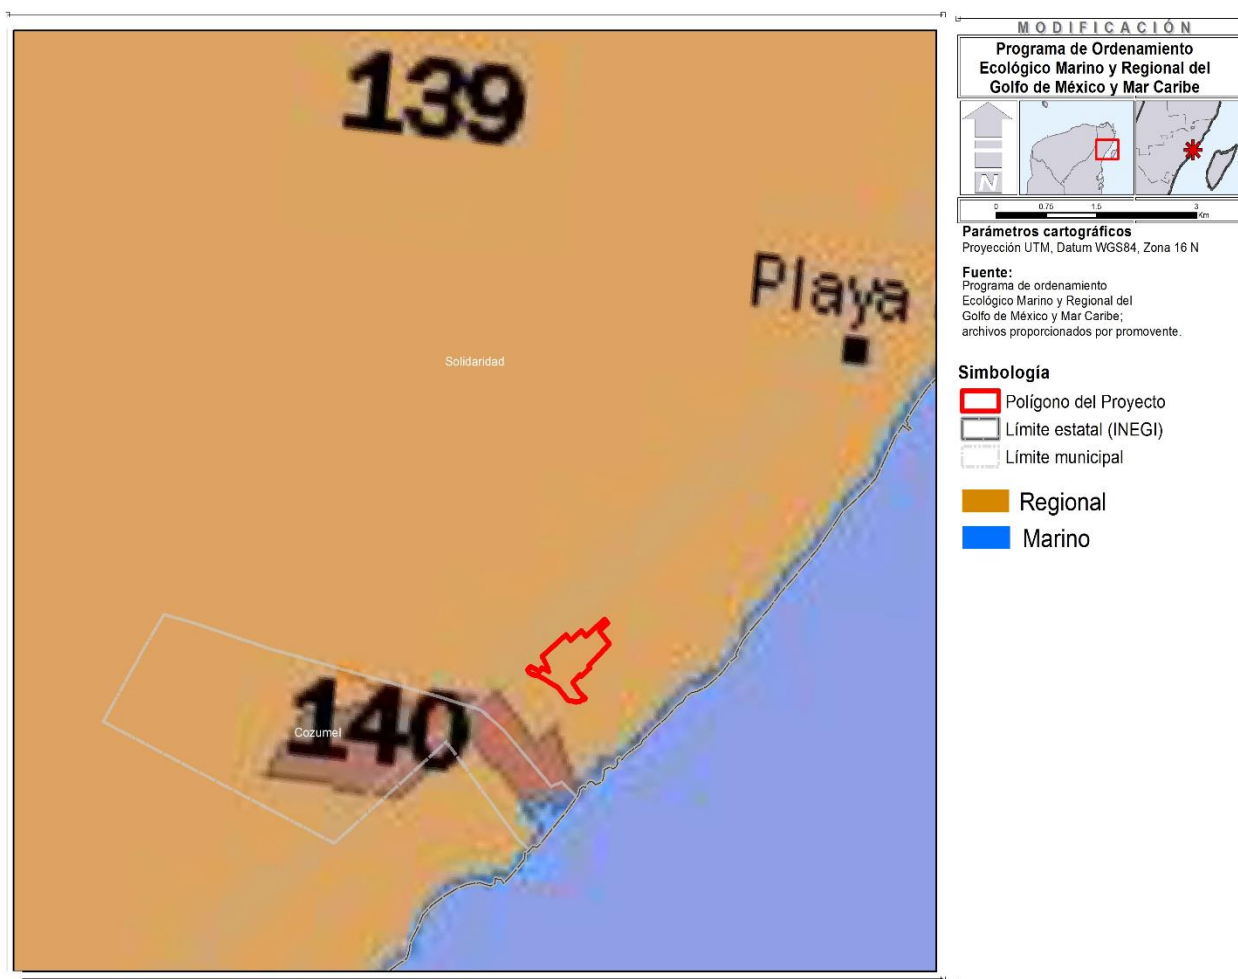 139
Playa
Solidaridad
140
Cozumel
MODIFICACIÓN
Programa de Ordenamiento
Ecológico Marino y Regional del
Golfo de México y Mar Caribe
N
0 0.75 1.5 3
Km
Parámetros cartográficos
Proyección UTM, Datum WGS84, Zona 16 N
Fuente:
Programa de ordenamiento
Ecológico Marino y Regional del
Golfo de México y Mar Caribe;
archivos proporcionados por promovente.
Simbología
Polígono del Proyecto
Límite estatal (INEGI)
Límite municipal
Regional
Marino